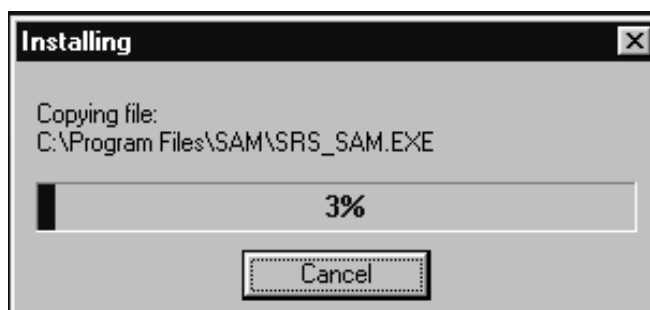 Installing
Copying file:
C:\Program Files\SAM\SRS_SAM.EXE
3%
Cancel